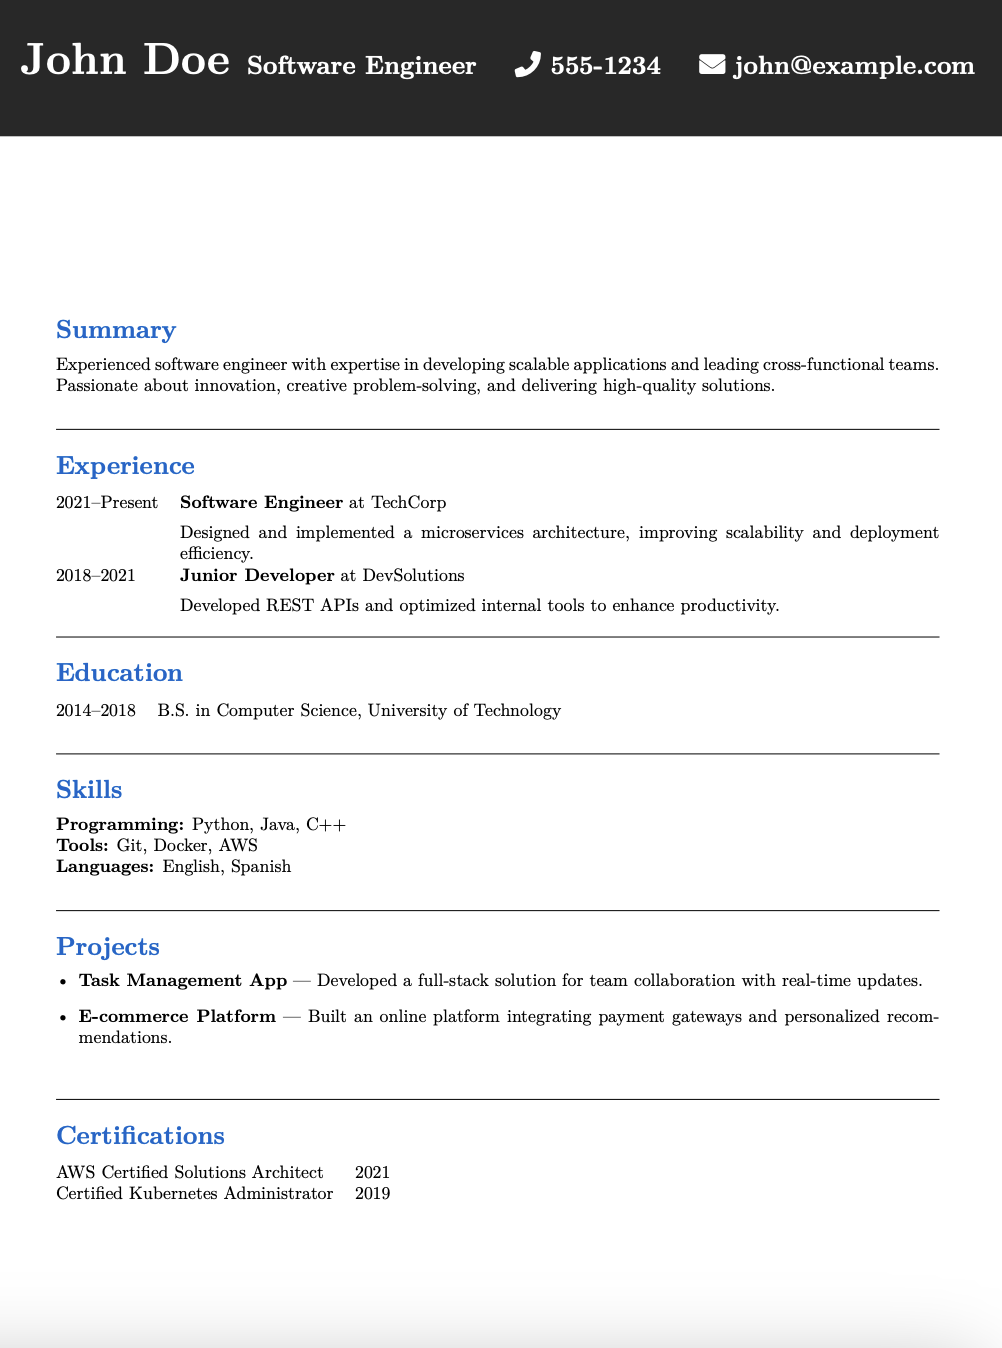 John Doe Software Engineer 555-1234 john@example.com
Summary
Experienced software engineer with expertise in developing scalable applications and leading cross-functional teams.
Passionate about innovation, creative problem-solving, and delivering high-quality solutions.
Experience
2021–Present Software Engineer at TechCorp
Designed and implemented a microservices architecture, improving scalability and deployment
efficiency.
2018–2021 Junior Developer at DevSolutions
Developed REST APIs and optimized internal tools to enhance productivity.
Education
2014–2018 B.S. in Computer Science, University of Technology
Skills
Programming: Python, Java, C++
Tools: Git, Docker, AWS
Languages: English, Spanish
Projects
• Task Management App — Developed a full-stack solution for team collaboration with real-time updates.
• E-commerce Platform — Built an online platform integrating payment gateways and personalized recom-
mendations.
Certifications
AWS Certified Solutions Architect 2021
Certified Kubernetes Administrator 2019